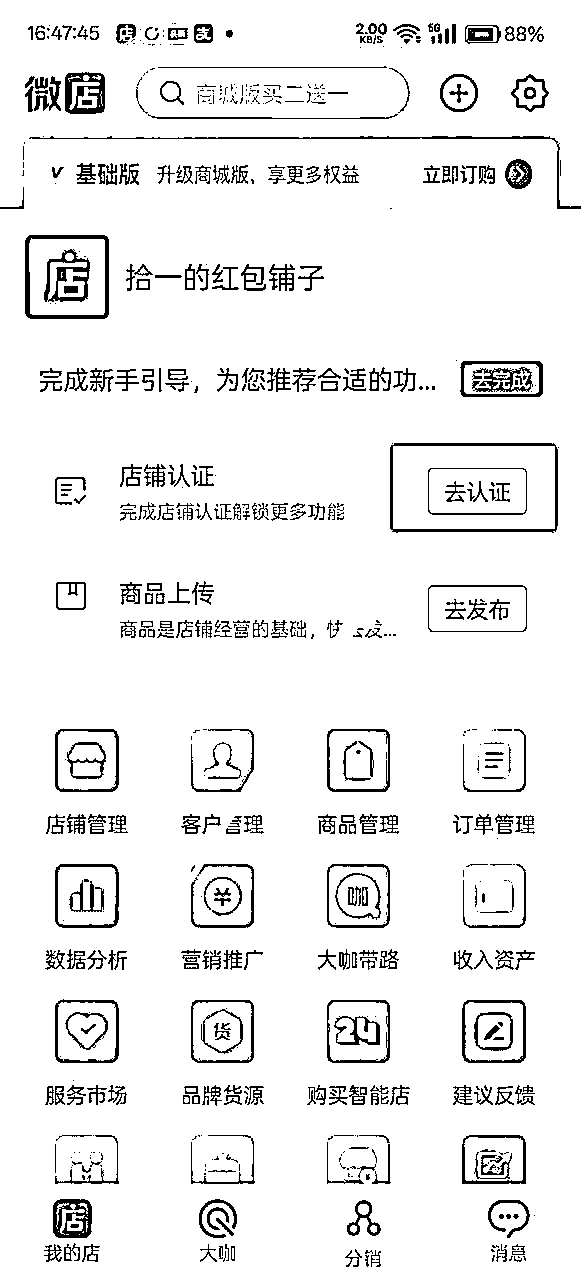 16:47:45 2.00 KB/S 5G 88%
微店 商城版买二送一
V 基础版 升级商城版，享更多权益 立即订购
店 拾一的红包铺子
完成新手引导，为您推荐合适的功... 去完成
店铺认证
完成店铺认证解锁更多功能
去认证
商品上传
商品是店铺经营的基础，快...
去发布
店铺管理 客户管理 商品管理 订单管理
数据分析 营销推广 大咖带路 收入资产
服务市场 品牌货源 购买智能店 建议反馈
我的店 大咖 分销 消息